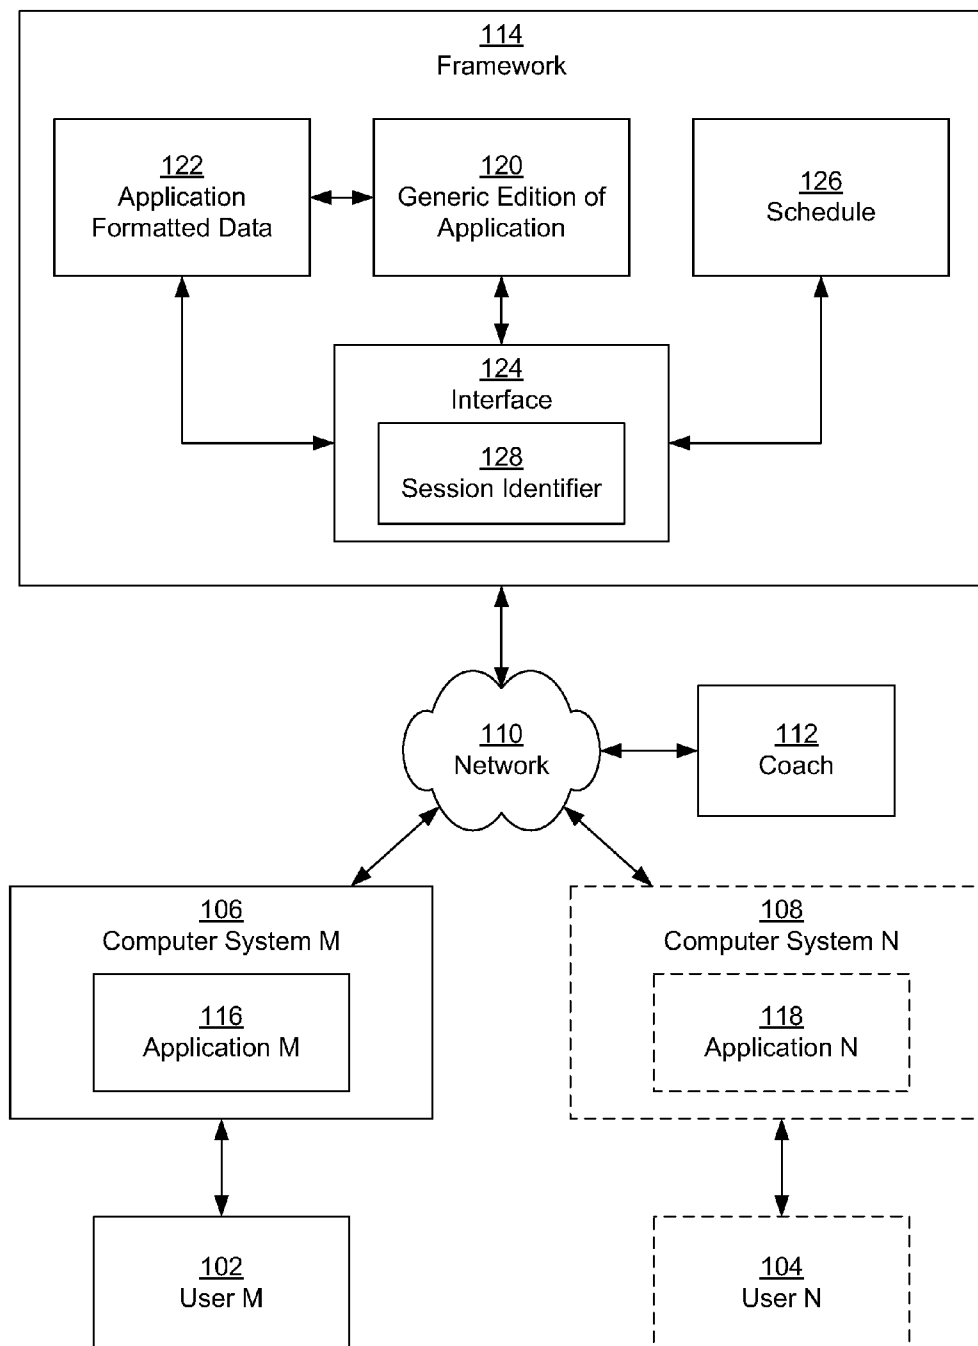 114
Framework
122
Application
Formatted Data
120
Generic Edition of
Application
126
Schedule
124
Interface
128
Session Identifier
110
Network
112
Coach
106
Computer System M
116
Application M
108
Computer System N
118
Application N
102
User M
104
User N